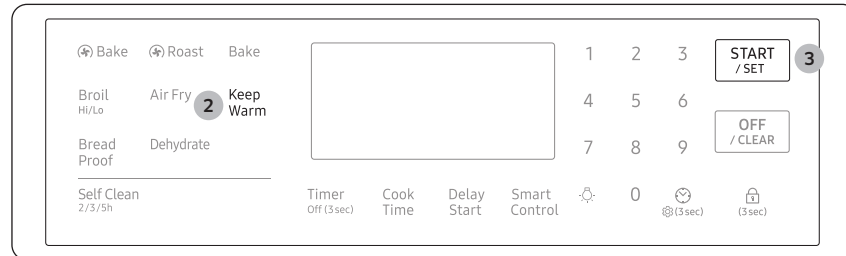 Bake Roast Bake 1 2 3 START
/ SET 3
Broil Air Fry 2 Keep
Hi/Lo Warm 4 5 6
OFF
/ CLEAR
Bread Dehydrate 7 8 9
Proof
Self Clean Timer Cook Delay Smart 0
2/3/5h Off (3 sec) Time Start Control (3 sec) (3 sec)